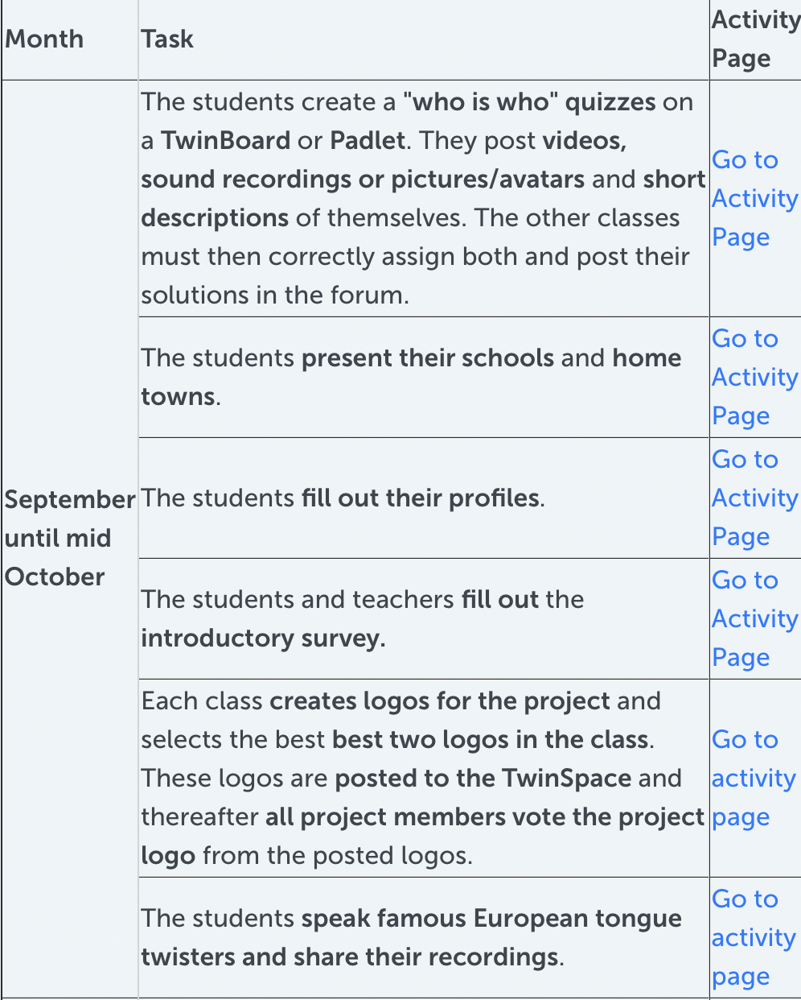 Month
Task
Activity
Page
September
until mid
October
The students create a "who is who" quizzes on
a TwinBoard or Padlet. They post videos,
sound recordings or pictures/avatars and short
descriptions of themselves. The other classes
must then correctly assign both and post their
solutions in the forum.
Go to
Activity
Page
The students present their schools and home
towns.
Go to
Activity
Page
The students fill out their profiles.
Go to
Activity
Page
The students and teachers fill out the
introductory survey.
Go to
Activity
Page
Each class creates logos for the project and
selects the best best two logos in the class.
These logos are posted to the TwinSpace and
thereafter all project members vote the project
logo from the posted logos.
Go to
activity
page
The students speak famous European tongue
twisters and share their recordings.
Go to
activity
page